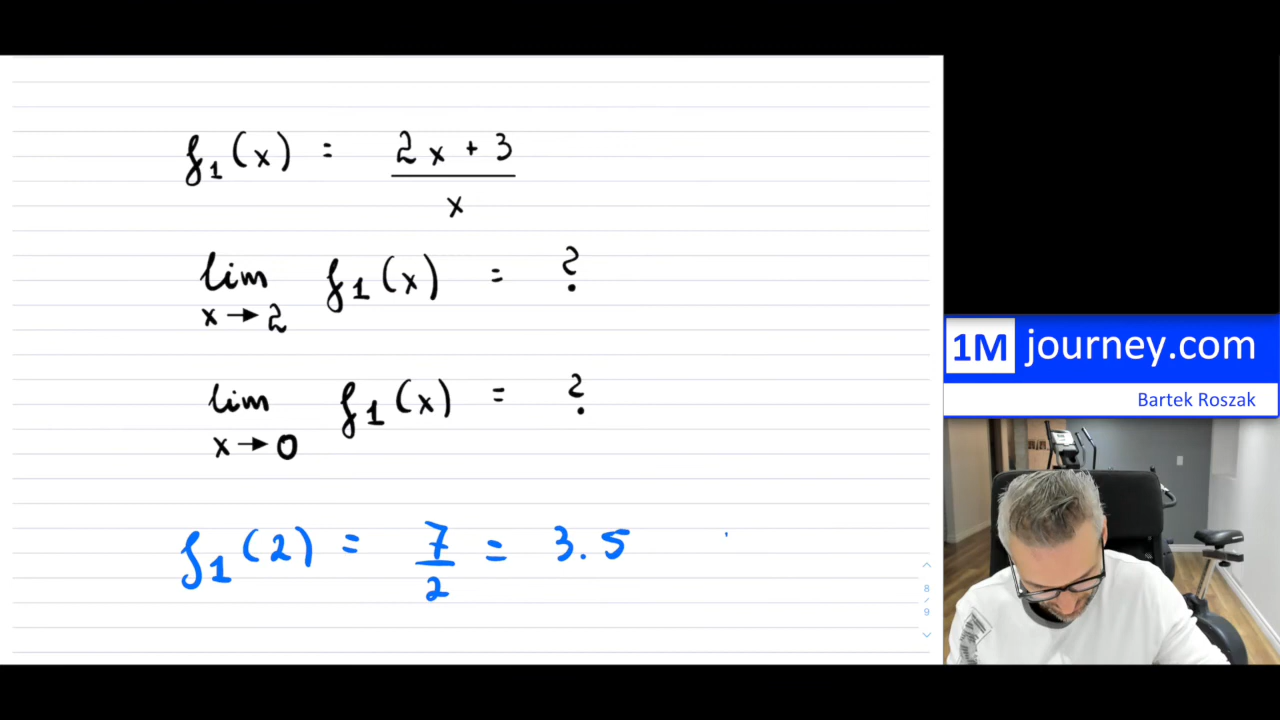 f₁(x) = (2x + 3)/x
lim x→2 f₁(x) = ?
lim x→0 f₁(x) = ?
f₁(2) = 7/2 = 3.5
8
/
9
1M journey.com
Bartek Roszak